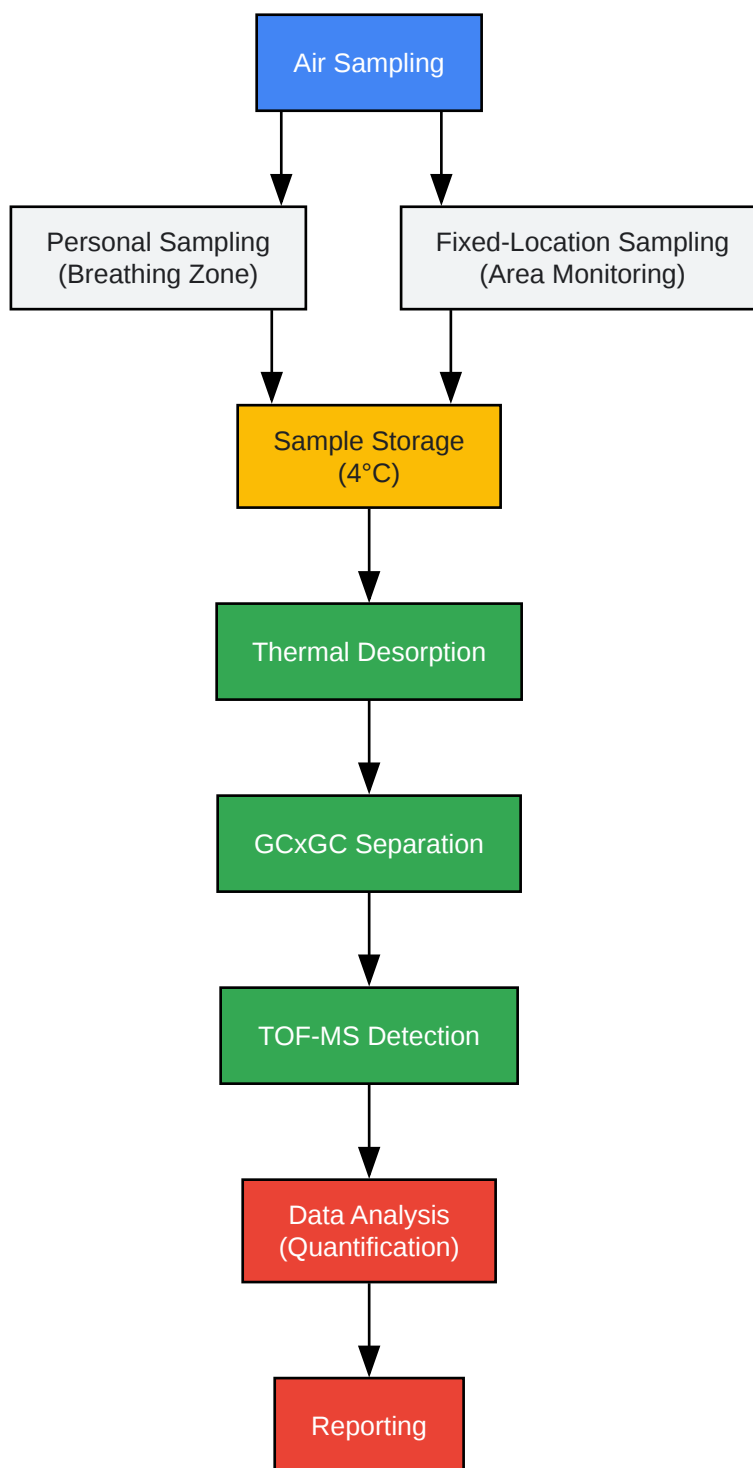 Air Sampling
Personal Sampling
(Breathing Zone)
Fixed-Location Sampling
(Area Monitoring)
Sample Storage
(4°C)
Thermal Desorption
GCxGC Separation
TOF-MS Detection
Data Analysis
(Quantification)
Reporting